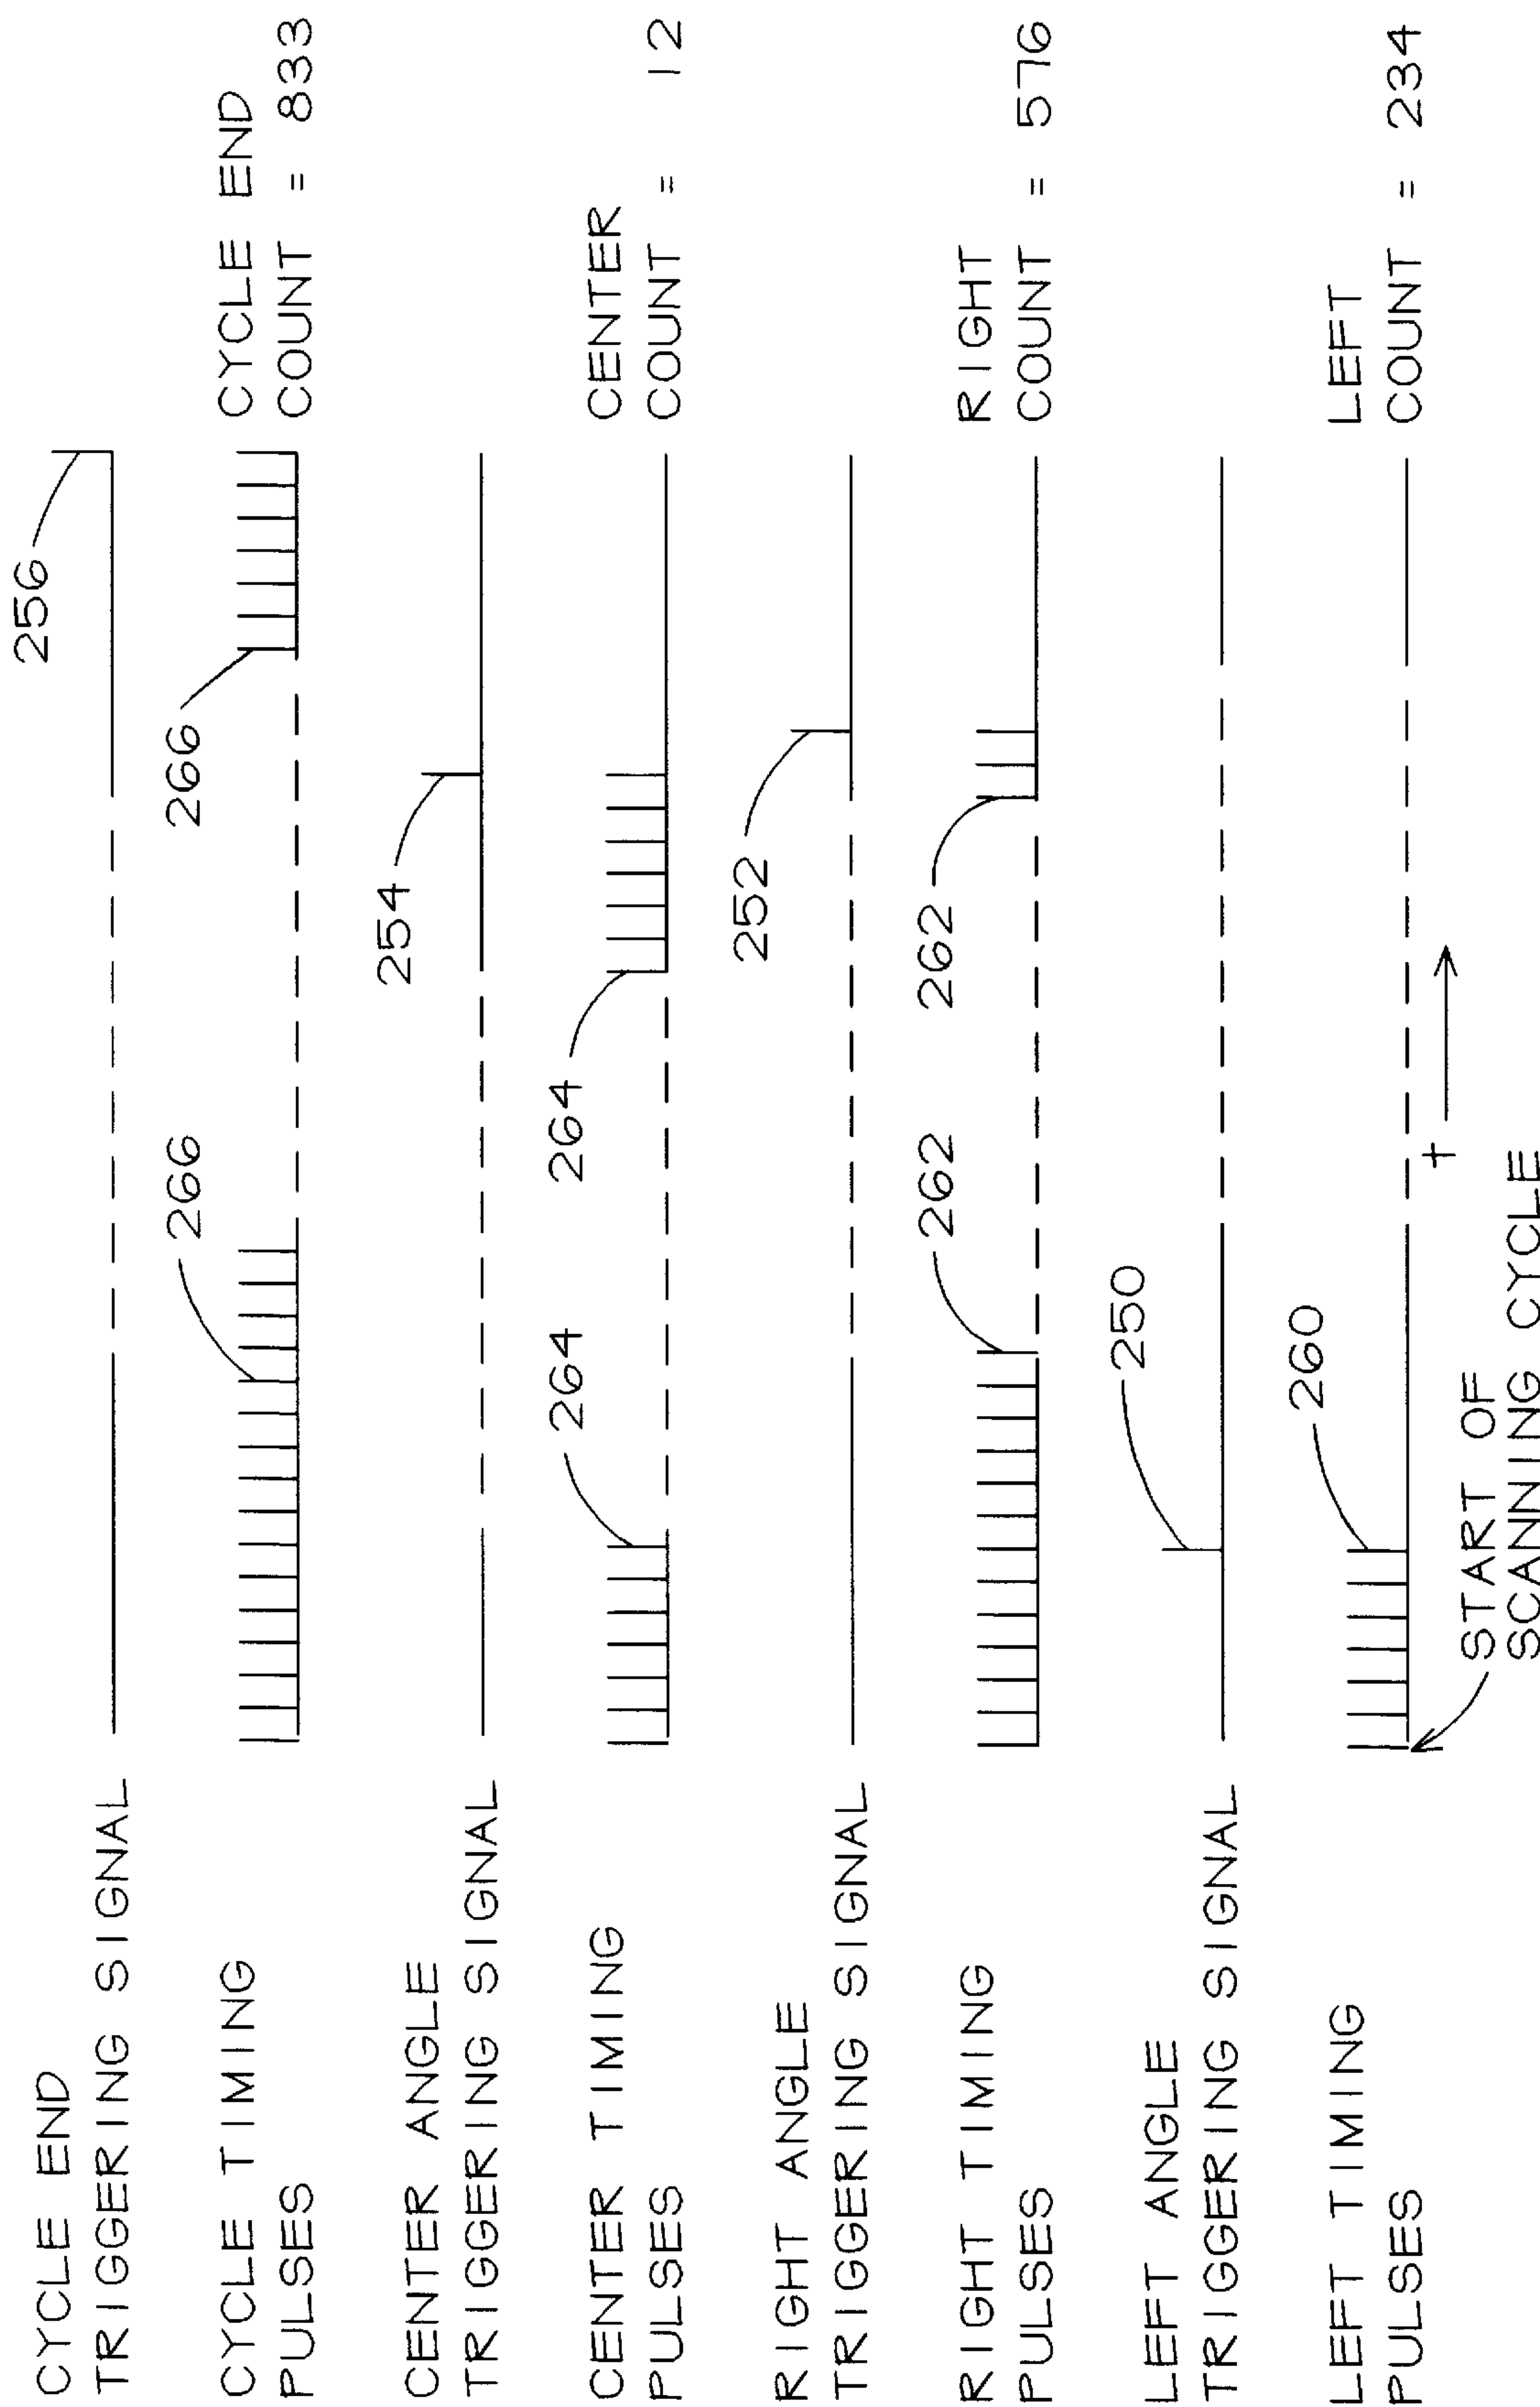 CYCLE END
TRIGGERING SIGNAL
256
CYCLE TIMING
PULSES
266
266
CYCLE END
COUNT = 833
CENTER ANGLE
TRIGGERING SIGNAL
254
CENTER TIMING
PULSES
264
264
CENTER
COUNT = 12
RIGHT ANGLE
TRIGGERING SIGNAL
252
RIGHT TIMING
PULSES
262
262
RIGHT
COUNT = 576
LEFT ANGLE
TRIGGERING SIGNAL
250
LEFT TIMING
PULSES
260
LEFT
COUNT = 234
t
START OF
SCANNING CYCLE